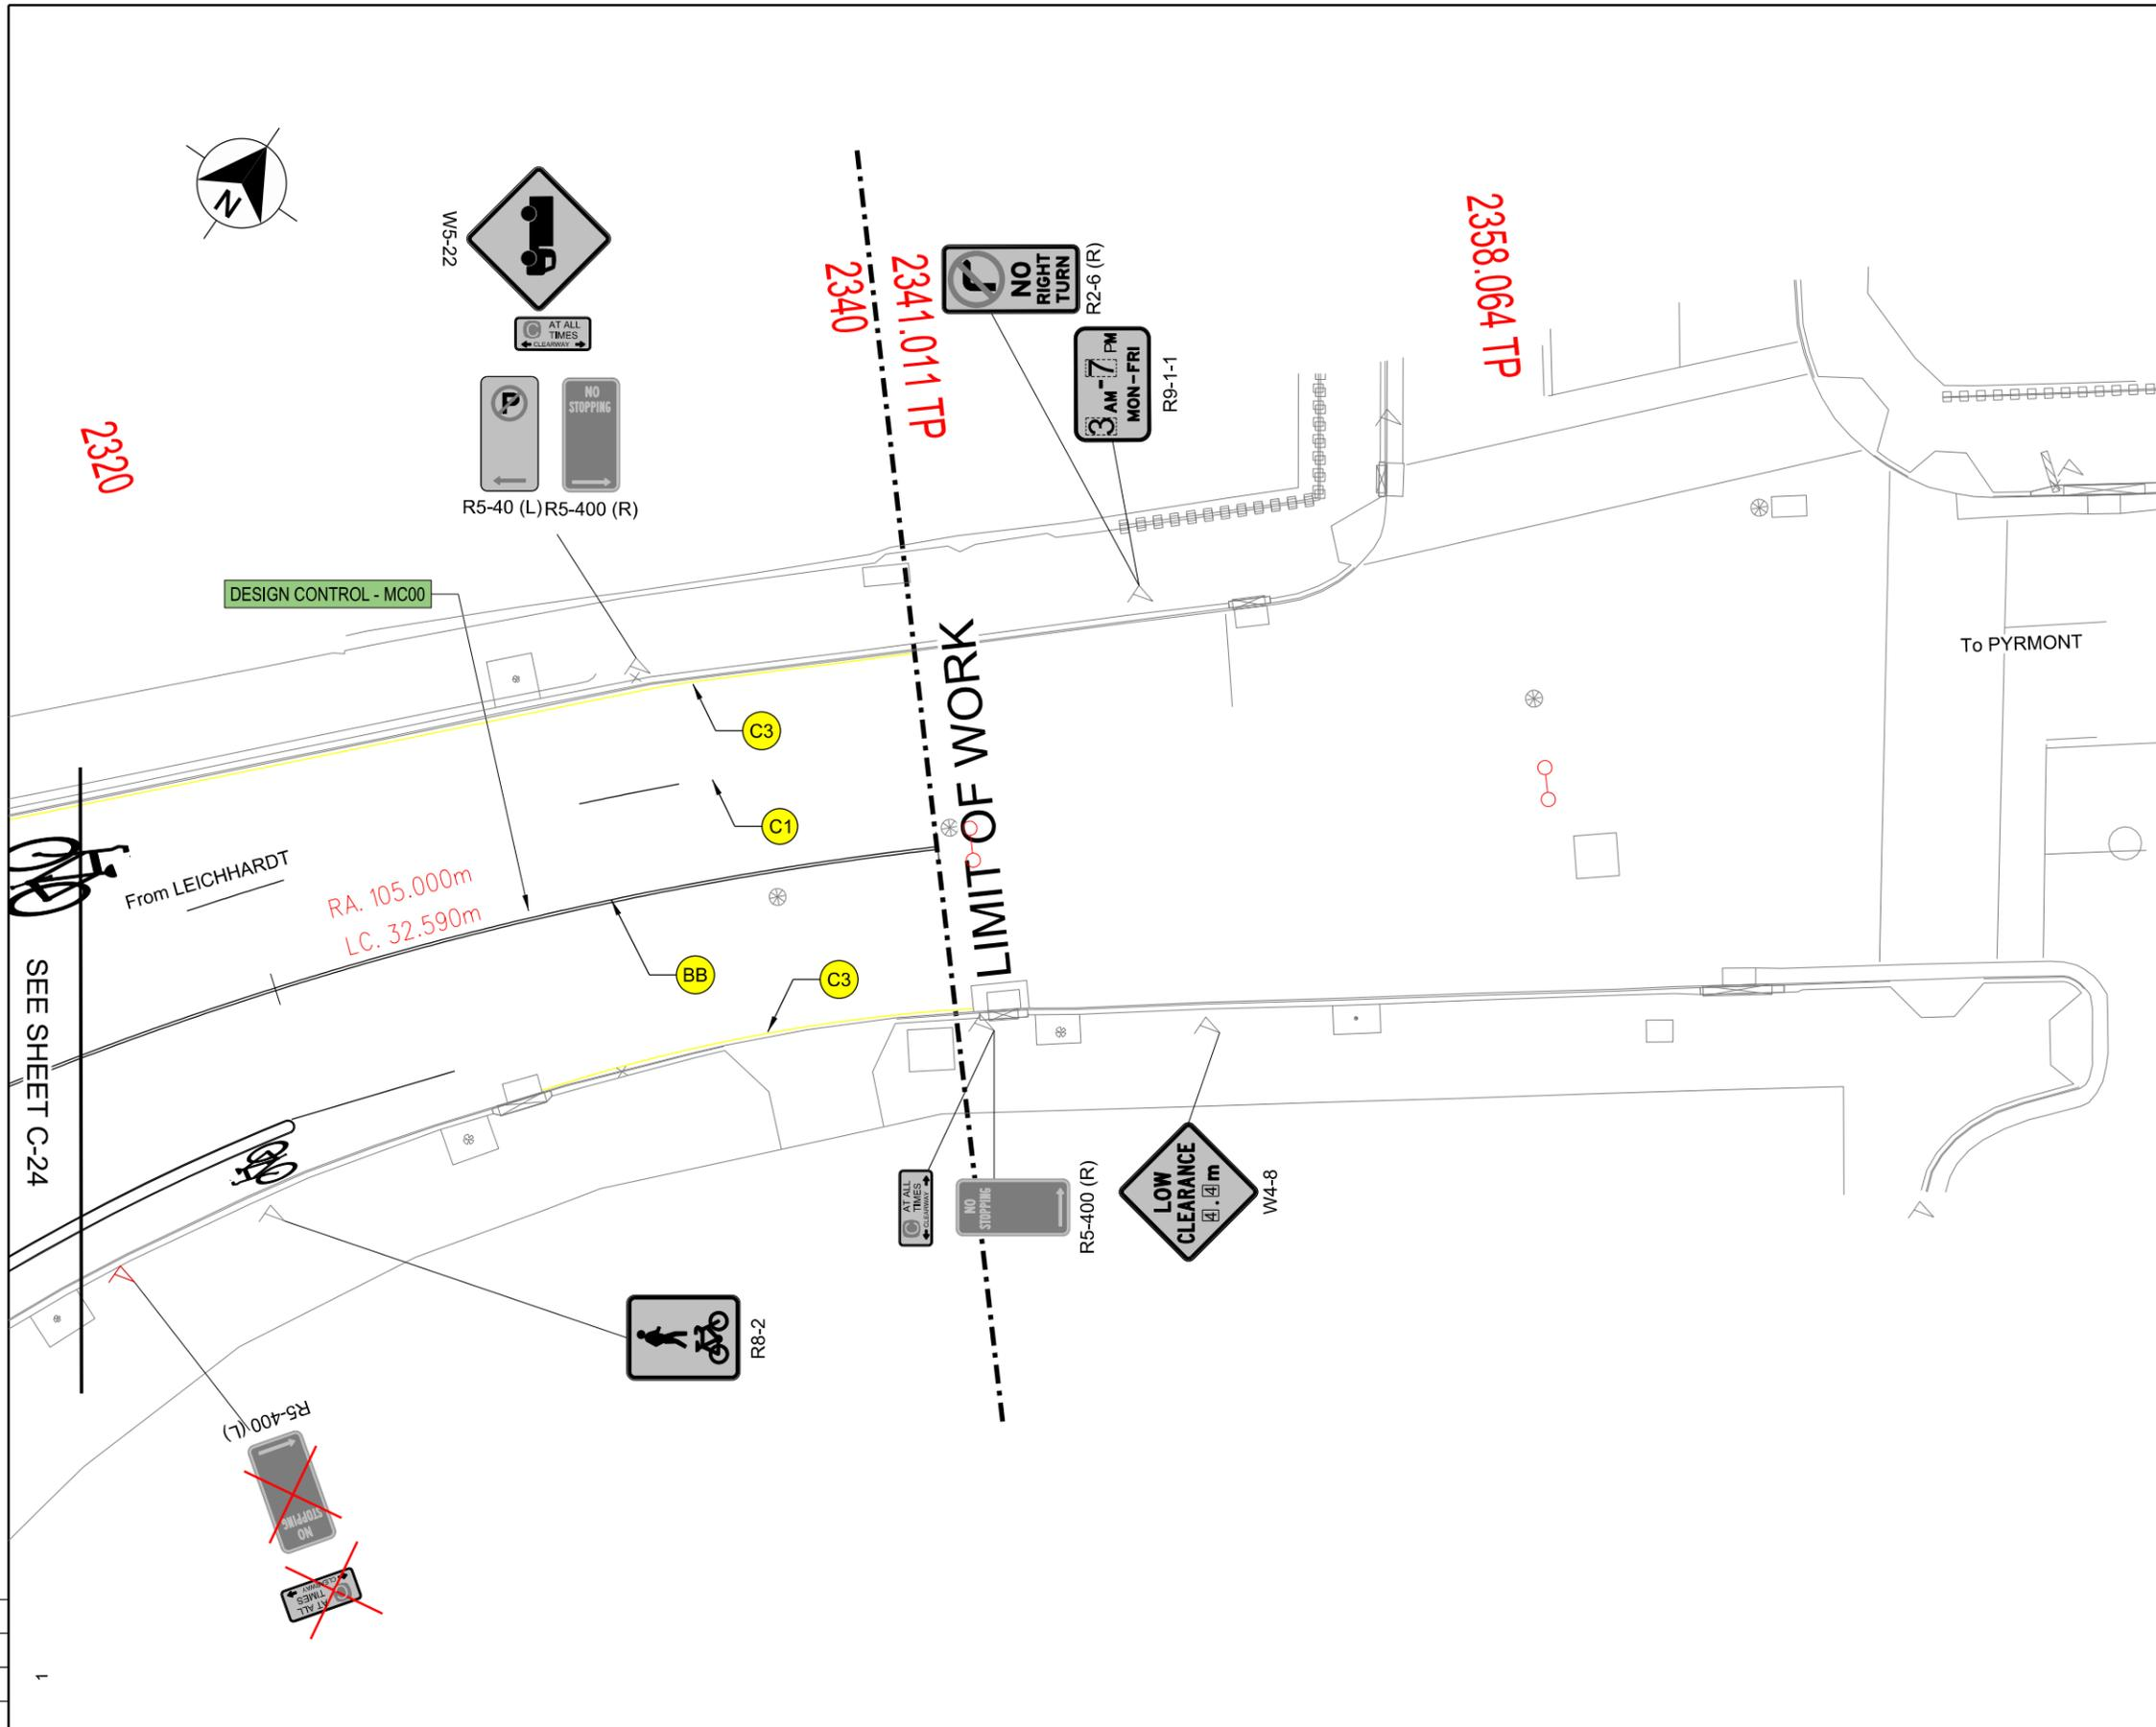 N
W5-22
C AT ALL
TIMES
CLEARWAY
P
NO
STOPPING
R5-40 (L)
R5-400 (R)
2320
2340
2341.011 TP
NO
RIGHT
TURN
R2-6 (R)
3 AM-7 PM
MON-FRI
R9-1-1
2358.064 TP
DESIGN CONTROL - MC00
C3
C1
LIMIT OF WORK
To PYRMONT
From LEICHHARDT
RA. 105.000m
LC. 32.590m
BB
C3
SEE SHEET C-24
C AT ALL
TIMES
CLEARWAY
NO
STOPPING
R5-400 (R)
LOW
CLEARANCE
4.4m
W4-8
R8-2
R5-400 (L)
NO
STOPPING
C AT ALL
TIMES
CLEARWAY
1